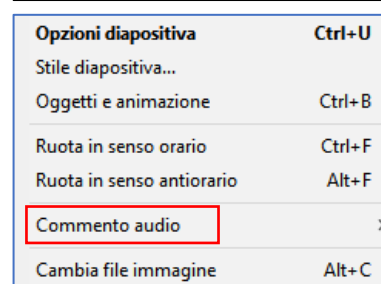 Opzioni diapositiva Ctrl+U
Stile diapositiva...
Oggetti e animazione Ctrl+B
Ruota in senso orario Ctrl+F
Ruota in senso antiorario Alt+F
Commento audio
Cambia file immagine Alt+C